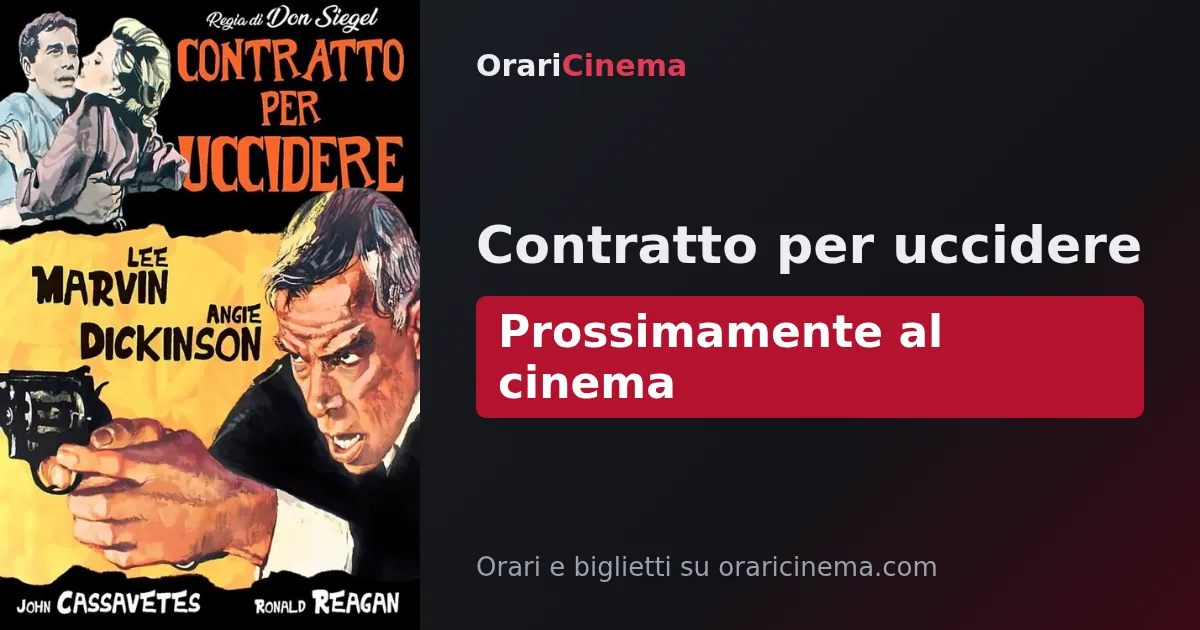 Regia di Don Siegel
CONTRATTO
PER
UCCIDERE
LEE
MARVIN
ANGIE
DICKINSON
JOHN CASSAVETES
RONALD REAGAN
OrariCinema
Contratto per uccidere
Prossimamente al
cinema
Orari e biglietti su oraricinema.com